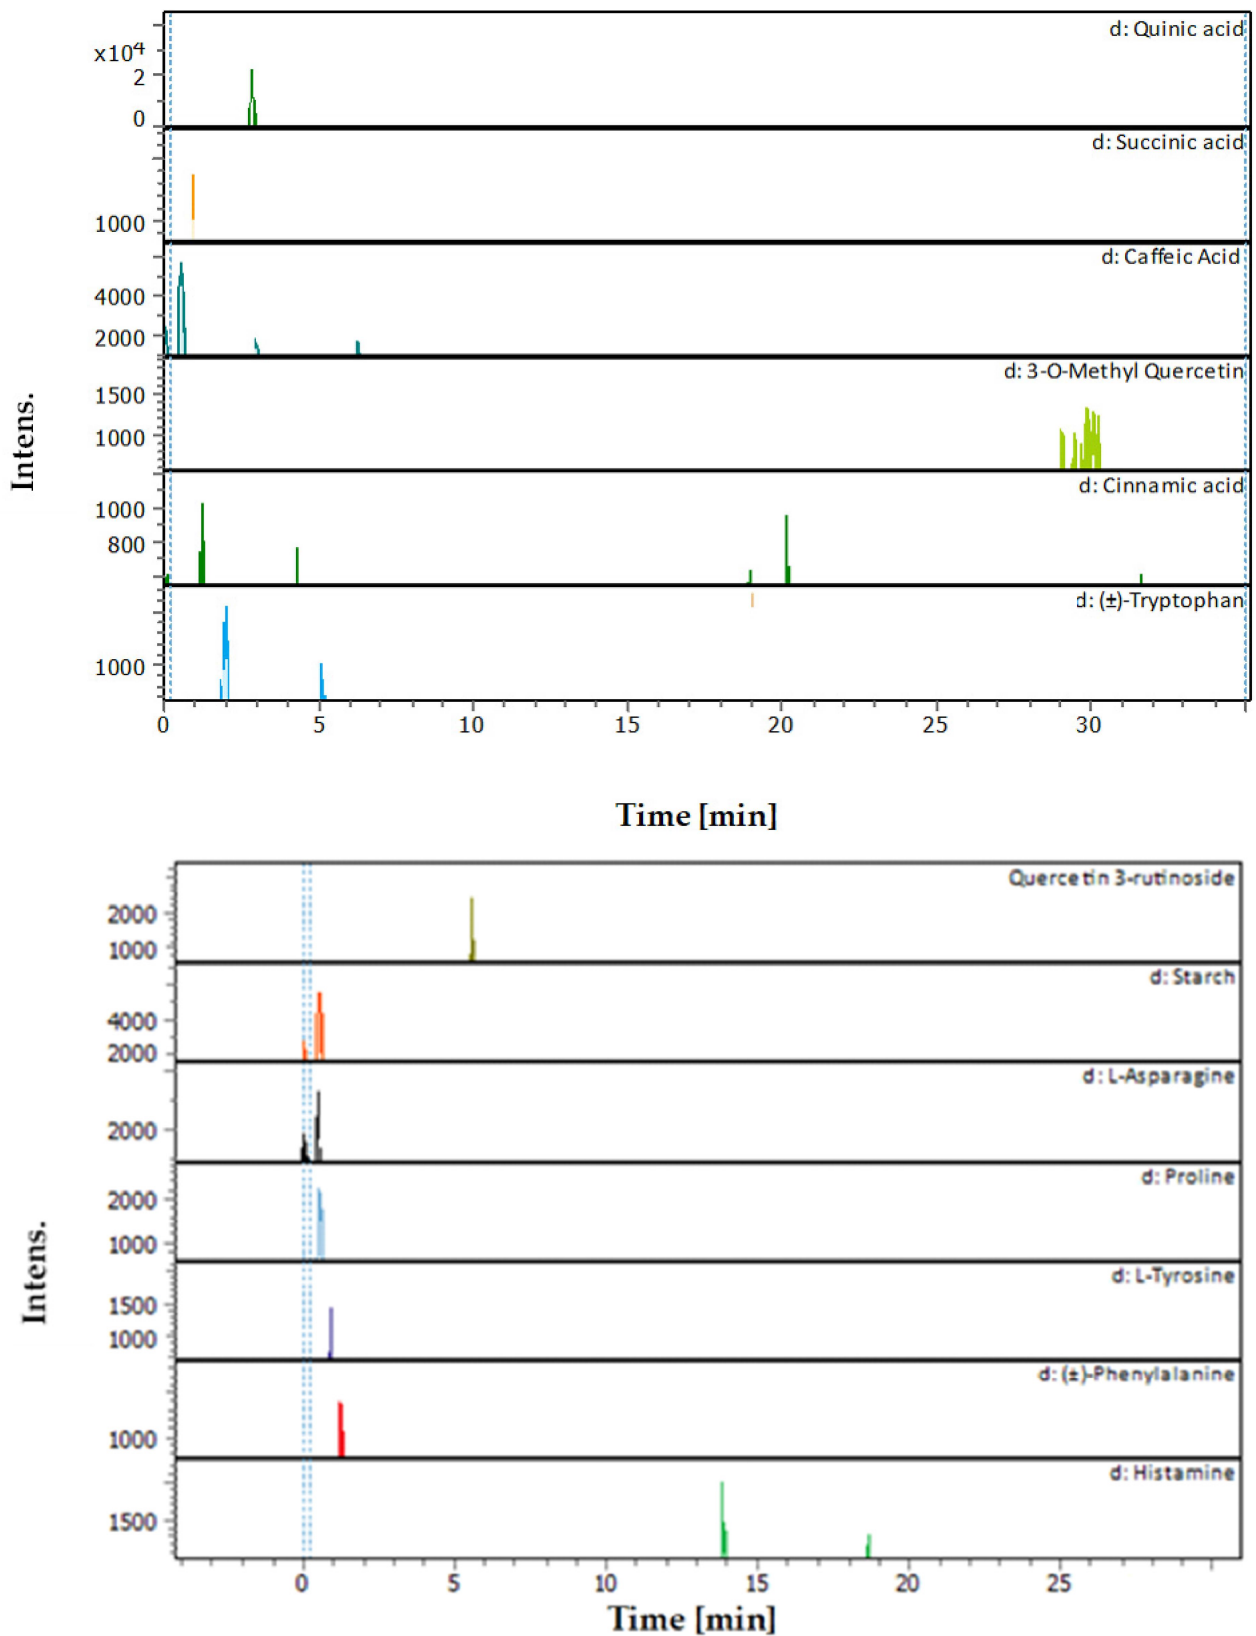 d: Quinic acid
x10⁴
2
0
d: Succinic acid
1000
d: Caffeic Acid
4000
2000
d: 3-O-Methyl Quercetin
1500
1000
d: Cinnamic acid
1000
800
d: (±)-Tryptophan
1000
Intens.
0 5 10 15 20 25 30
Time [min]
Quercetin 3-rutinoside
2000
1000
d: Starch
4000
2000
d: L-Asparagine
2000
d: Proline
2000
1000
d: L-Tyrosine
1500
1000
d: (±)-Phenylalanine
1000
d: Histamine
1500
Intens.
0 5 10 15 20 25
Time [min]